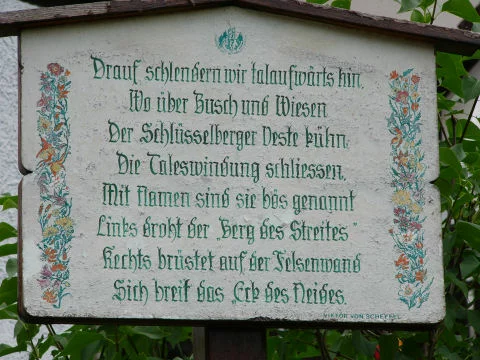 Drauf schlendern wir talaufwärts hin,
Wo über Busch und Wiesen
Der Schlüsselberger Veste kühn,
Die Taleswindung schliessen.
Mit Namen sind sie bös genannt
Links droht der „Berg des Streites“
Rechts brüstet auf der Felsenwand
Sich breit das „Eck des Neides.
VIKTOR VON SCHEFFEL